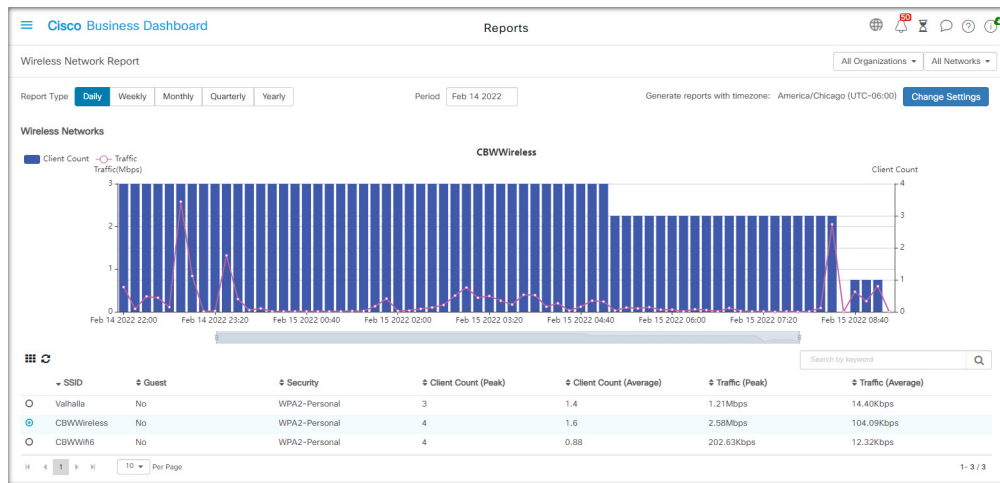 Cisco Business Dashboard
Reports
50
Wireless Network Report
All Organizations
All Networks
Report Type Daily Weekly Monthly Quarterly Yearly
Period Feb 14 2022
Generate reports with timezone: America/Chicago (UTC-06:00) Change Settings
Wireless Networks
CBWWireless
Client Count Traffic
Traffic(Mbps)
Client Count
3 4
3
2
2
1
1
0 0
Feb 14 2022 22:00 Feb 14 2022 23:20 Feb 15 2022 00:40 Feb 15 2022 02:00 Feb 15 2022 03:20 Feb 15 2022 04:40 Feb 15 2022 06:00 Feb 15 2022 07:20 Feb 15 2022 08:40
Search by keyword
SSID Guest Security Client Count (Peak) Client Count (Average) Traffic (Peak) Traffic (Average)
Valhalla No WPA2-Personal 3 1.4 1.21Mbps 14.40Kbps
CBWWireless No WPA2-Personal 4 1.6 2.58Mbps 104.09Kbps
CBWWifi6 No WPA2-Personal 4 0.88 202.63Kbps 12.32Kbps
1 10 Per Page 1- 3 / 3